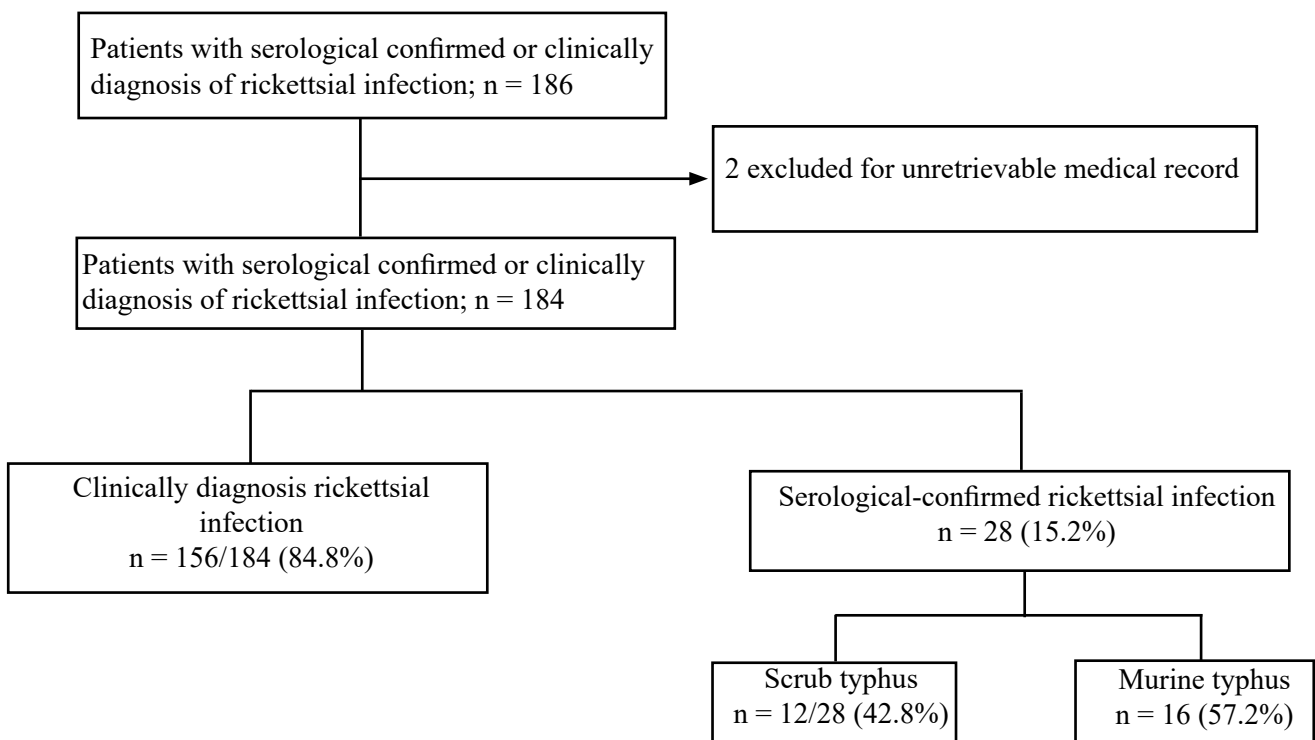 Patients with serological confirmed or clinically
diagnosis of rickettsial infection; n = 186
2 excluded for unretrievable medical record
Patients with serological confirmed or clinically
diagnosis of rickettsial infection; n = 184
Clinically diagnosis rickettsial
infection
n = 156/184 (84.8%)
Serological-confirmed rickettsial infection
n = 28 (15.2%)
Scrub typhus
n = 12/28 (42.8%)
Murine typhus
n = 16 (57.2%)